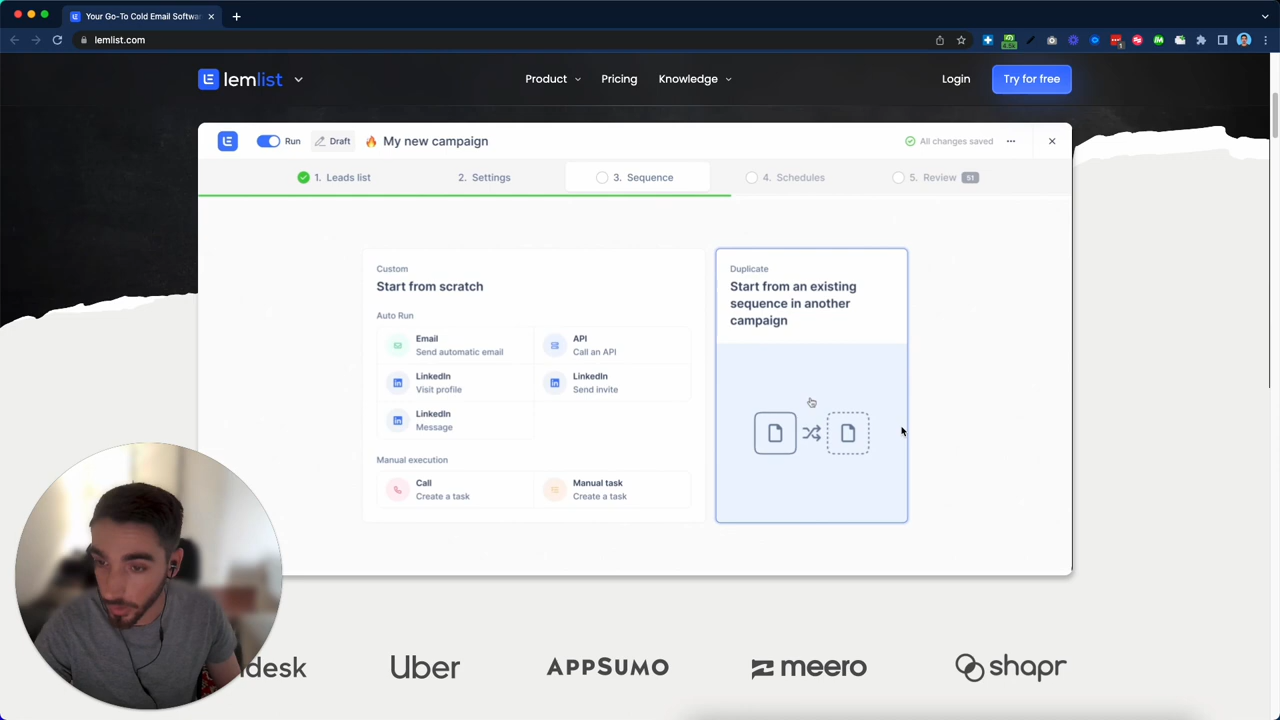 Your Go-To Cold Email Softwa
lemlist.com
4.5K
1
lemlist
Product
Pricing
Knowledge
Login
Try for free
Run
Draft
My new campaign
All changes saved
1. Leads list
2. Settings
3. Sequence
4. Schedules
5. Review
51
Custom
Start from scratch
Auto Run
Email
Send automatic email
API
Call an API
LinkedIn
Visit profile
LinkedIn
Send invite
LinkedIn
Message
Manual execution
Call
Create a task
Manual task
Create a task
Duplicate
Start from an existing
sequence in another
campaign
desk
Uber
APPSUMO
meero
shapr